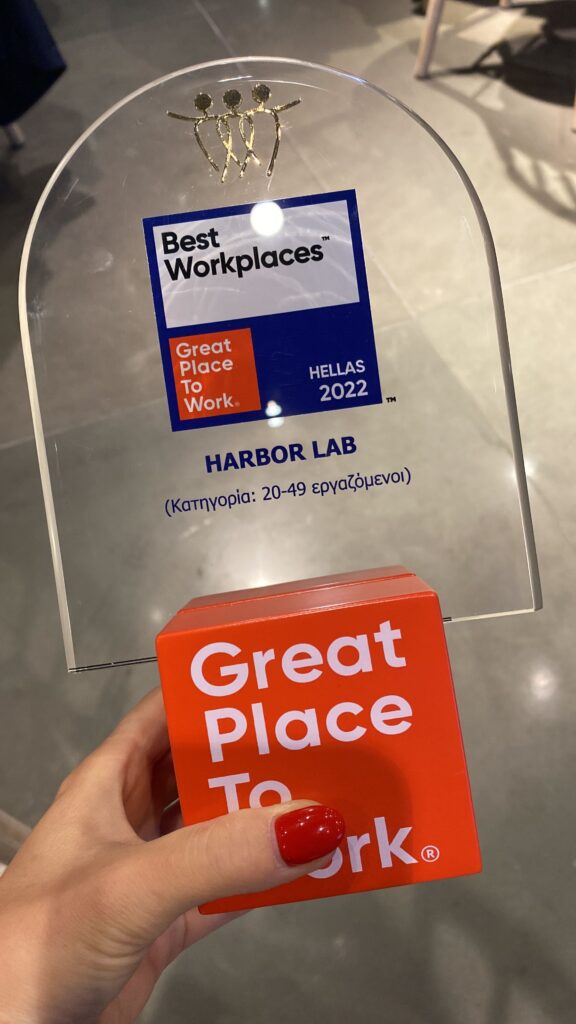 Best
Workplaces™
Great
Place
To
Work®
HELLAS
2022
™
HARBOR LAB
(Κατηγορία: 20-49 εργαζόμενοι)
Great
Place
To
ork®